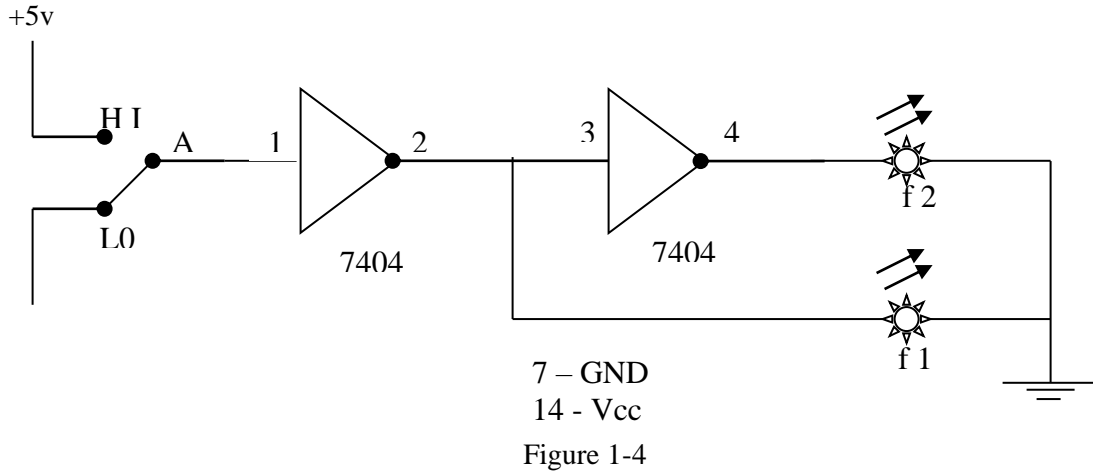 +5v
H I
A
1
2
3
4
L0
7404
7404
f 2
f 1
7 – GND
14 - Vcc
Figure 1-4